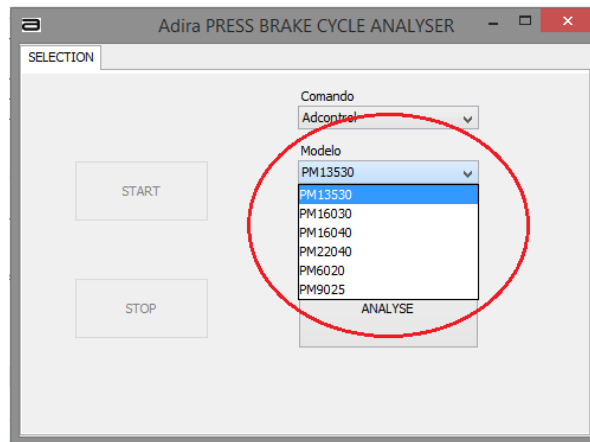 Adira PRESS BRAKE CYCLE ANALYSER
SELECTION
Comando
Adcontrol
Modelo
PM13530
START
PM13530
PM16030
PM16040
PM22040
PM6020
PM9025
STOP
ANALYSE